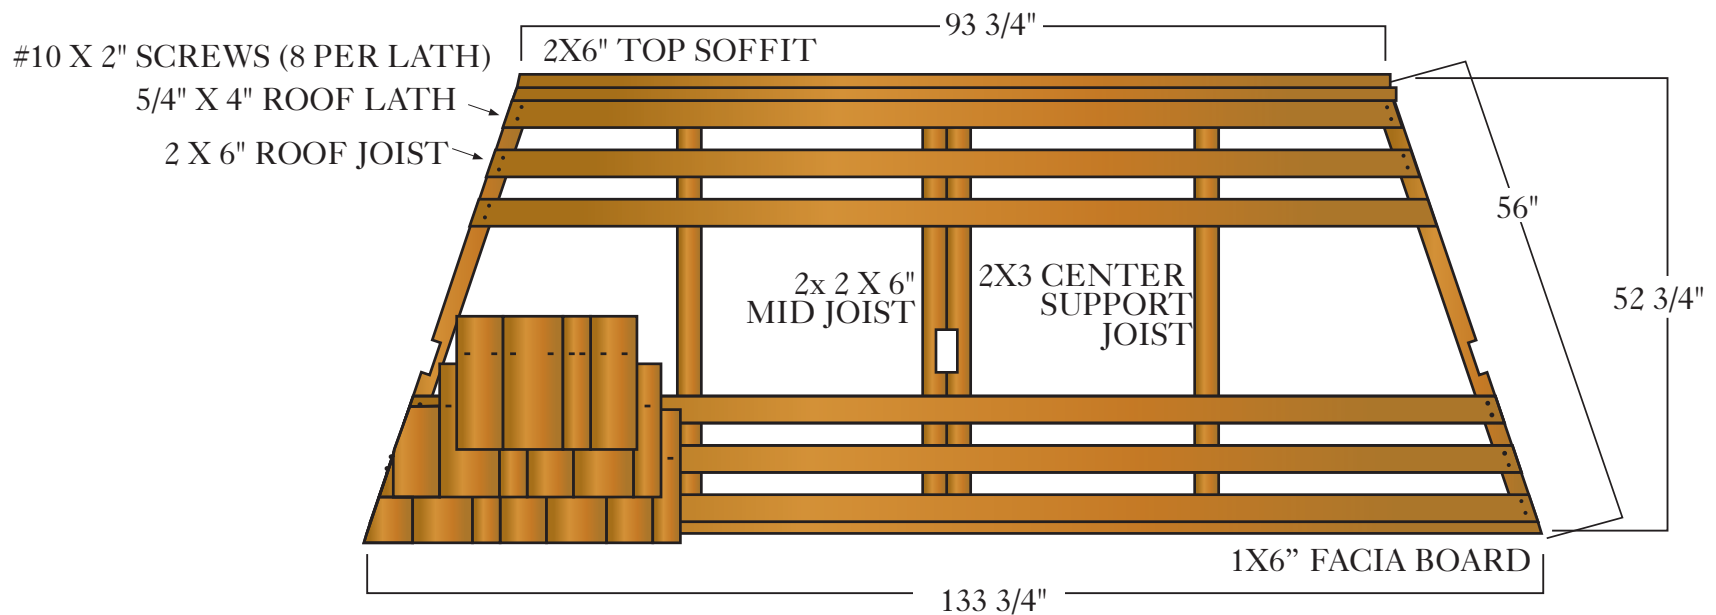 93 3/4"
#10 X 2" SCREWS (8 PER LATH)
2X6" TOP SOFFIT
5/4" X 4" ROOF LATH
2 X 6" ROOF JOIST
56"
2x 2 X 6"
MID JOIST
2X3 CENTER
SUPPORT
JOIST
52 3/4"
1X6” FACIA BOARD
133 3/4"